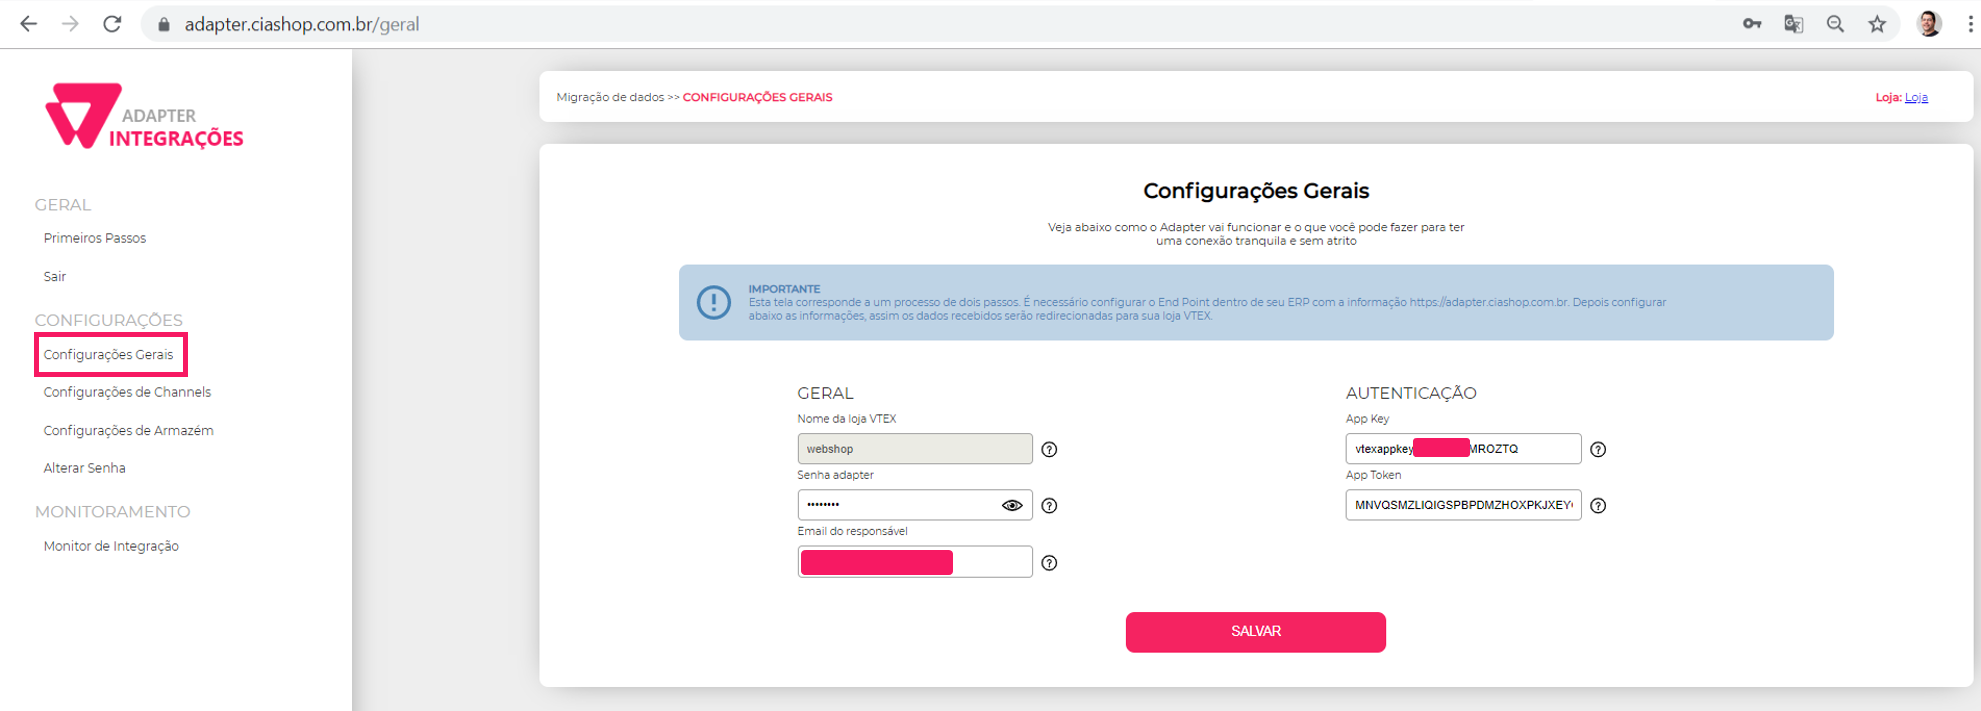 adapter.ciashop.com.br/geral
ADAPTER
INTEGRAÇÕES
GERAL
Primeiros Passos
Sair
CONFIGURAÇÕES
Configurações Gerais
Configurações de Channels
Configurações de Armazém
Alterar Senha
MONITORAMENTO
Monitor de Integração
Migração de dados >> CONFIGURAÇÕES GERAIS
Loja: Loja
Configurações Gerais
Veja abaixo como o Adapter vai funcionar e o que você pode fazer para ter
uma conexão tranquila e sem atrito
IMPORTANTE
Esta tela corresponde a um processo de dois passos. É necessário configurar o End Point dentro de seu ERP com a informação https://adapter.ciashop.com.br. Depois configurar
abaixo as informações, assim os dados recebidos serão redirecionadas para sua loja VTEX.
GERAL
Nome da loja VTEX
webshop
Senha adapter
••••••••
Email do responsável
AUTENTICAÇÃO
App Key
vtexappkey MROZTQ
App Token
MNVQSMZLIQIGSPBPDMZHOXPKJXEY
SALVAR